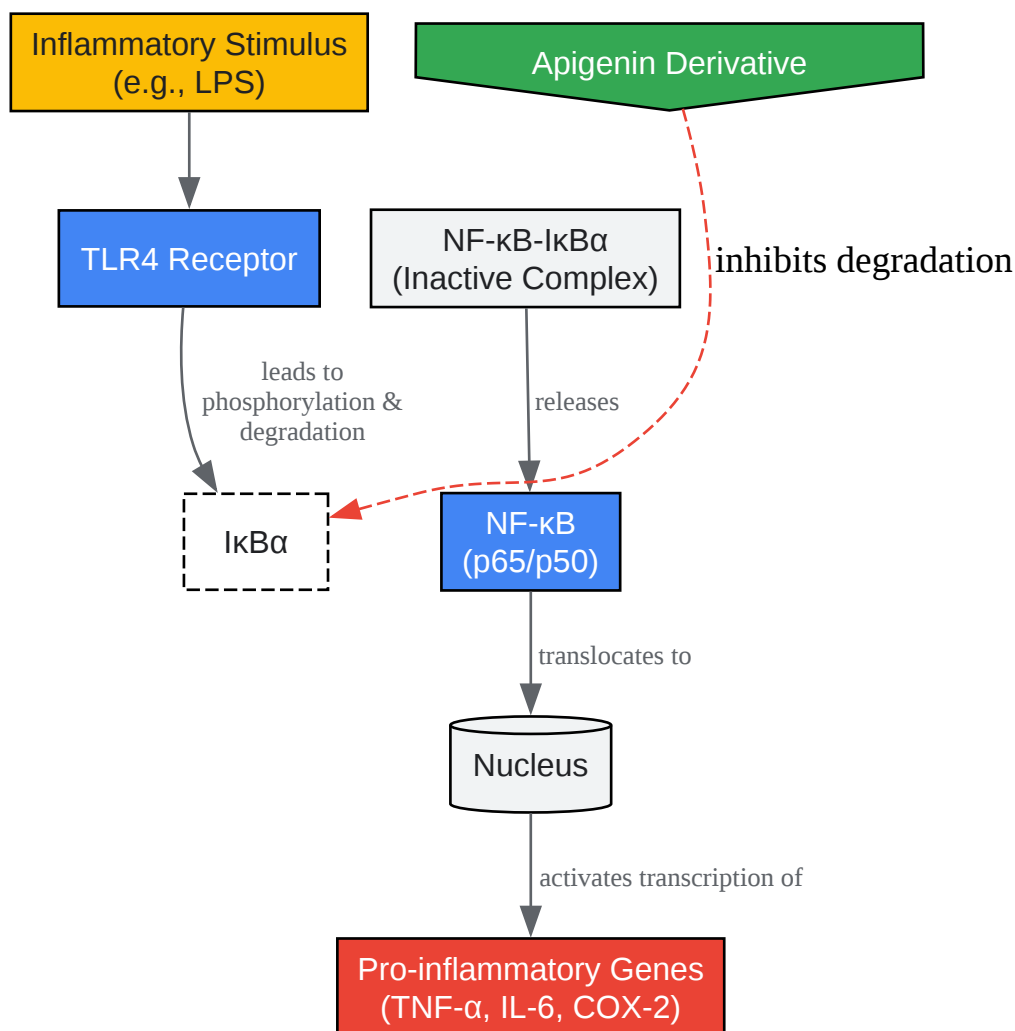 Inflammatory Stimulus
(e.g., LPS)
Apigenin Derivative
TLR4 Receptor
NF-κB-IκBα
(Inactive Complex)
inhibits degradation
leads to
phosphorylation &
degradation
releases
IκBα
NF-κB
(p65/p50)
translocates to
Nucleus
activates transcription of
Pro-inflammatory Genes
(TNF-α, IL-6, COX-2)